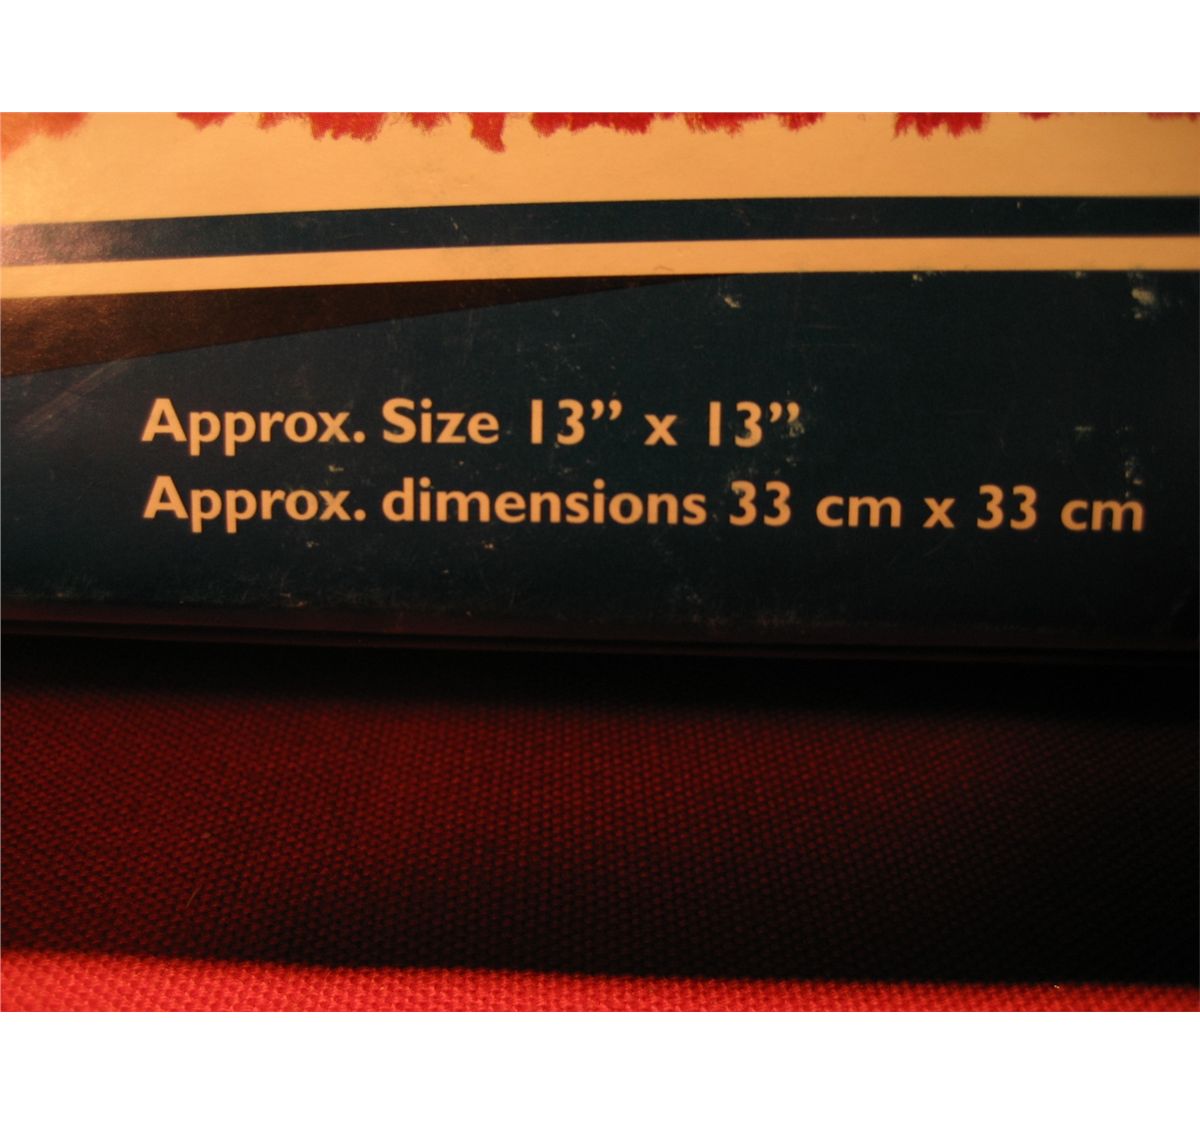 Approx. Size 13” x 13”
Approx. dimensions 33 cm x 33 cm